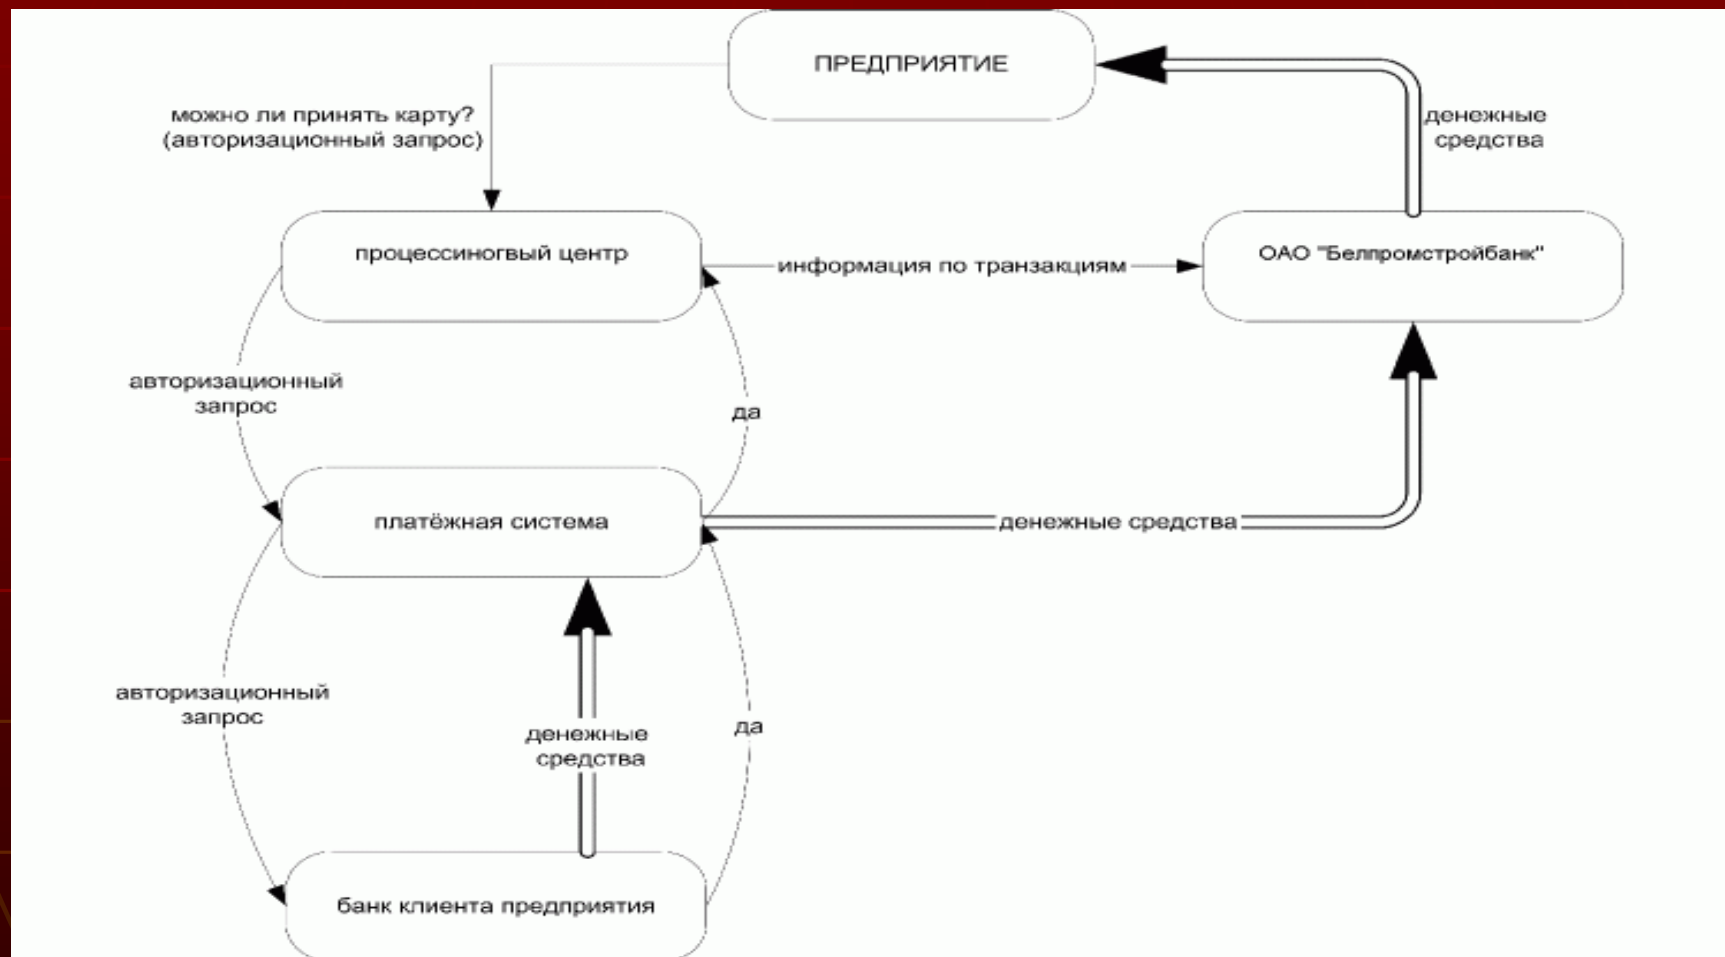 ПРЕДПРИЯТИЕ
можно ли принять карту?
(авторизационный запрос)
денежные
средства
процессиногвый центр
информация по транзакциям
ОАО "Белпромстройбанк"
авторизационный
запрос
да
платёжная система
денежные средства
авторизационный
запрос
денежные
средства
да
банк клиента предприятия